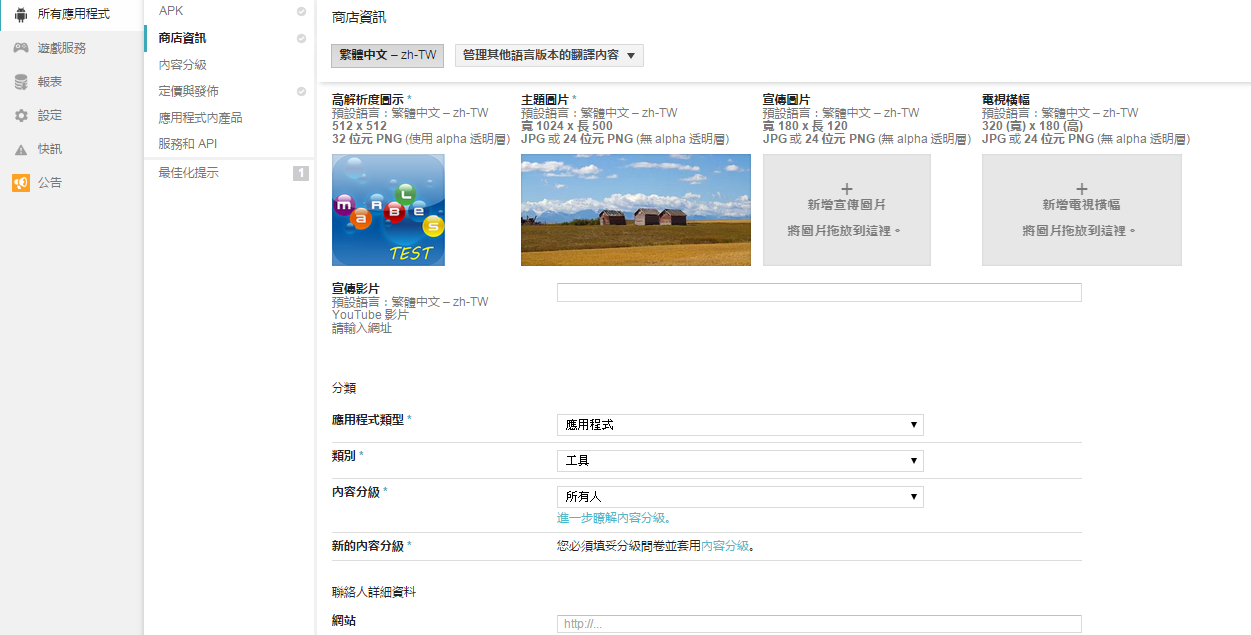 所有應用程式
遊戲服務
報表
設定
快訊
公告
APK
商店資訊
內容分級
定價與發佈
應用程式內產品
服務和 API
最佳化提示
1
商店資訊
繁體中文 – zh-TW
管理其他語言版本的翻譯內容 ▼
高解析度圖示 *
預設語言：繁體中文 – zh-TW
512 x 512
32 位元 PNG ((使用 alpha 透明層)
MARBLeS
TEST
主題圖片 *
預設語言：繁體中文 – zh-TW
寬 1024 x 長 500
JPG 或 24 位元 PNG (無 alpha 透明層)
宣傳圖片
預設語言：繁體中文 – zh-TW
寬 180 x 長 120
JPG 或 24 位元 PNG (無 alpha 透明層)
+
新增宣傳圖片
將圖片拖放到這裡。
電視橫幅
預設語言：繁體中文 – zh-TW
320 (寬) x 180 (高)
JPG 或 24 位元 PNG (無 alpha 透明層)
+
新增電視橫幅
將圖片拖放到這裡。
宣傳影片
預設語言：繁體中文 – zh-TW
YouTube 影片
請輸入網址
分類
應用程式類型 *
應用程式
類別 *
工具
內容分級 *
所有人
進一步瞭解內容分級。
新的內容分級 *
您必須填妥分級問卷並套用內容分級。
聯絡人詳細資料
網站
http://...